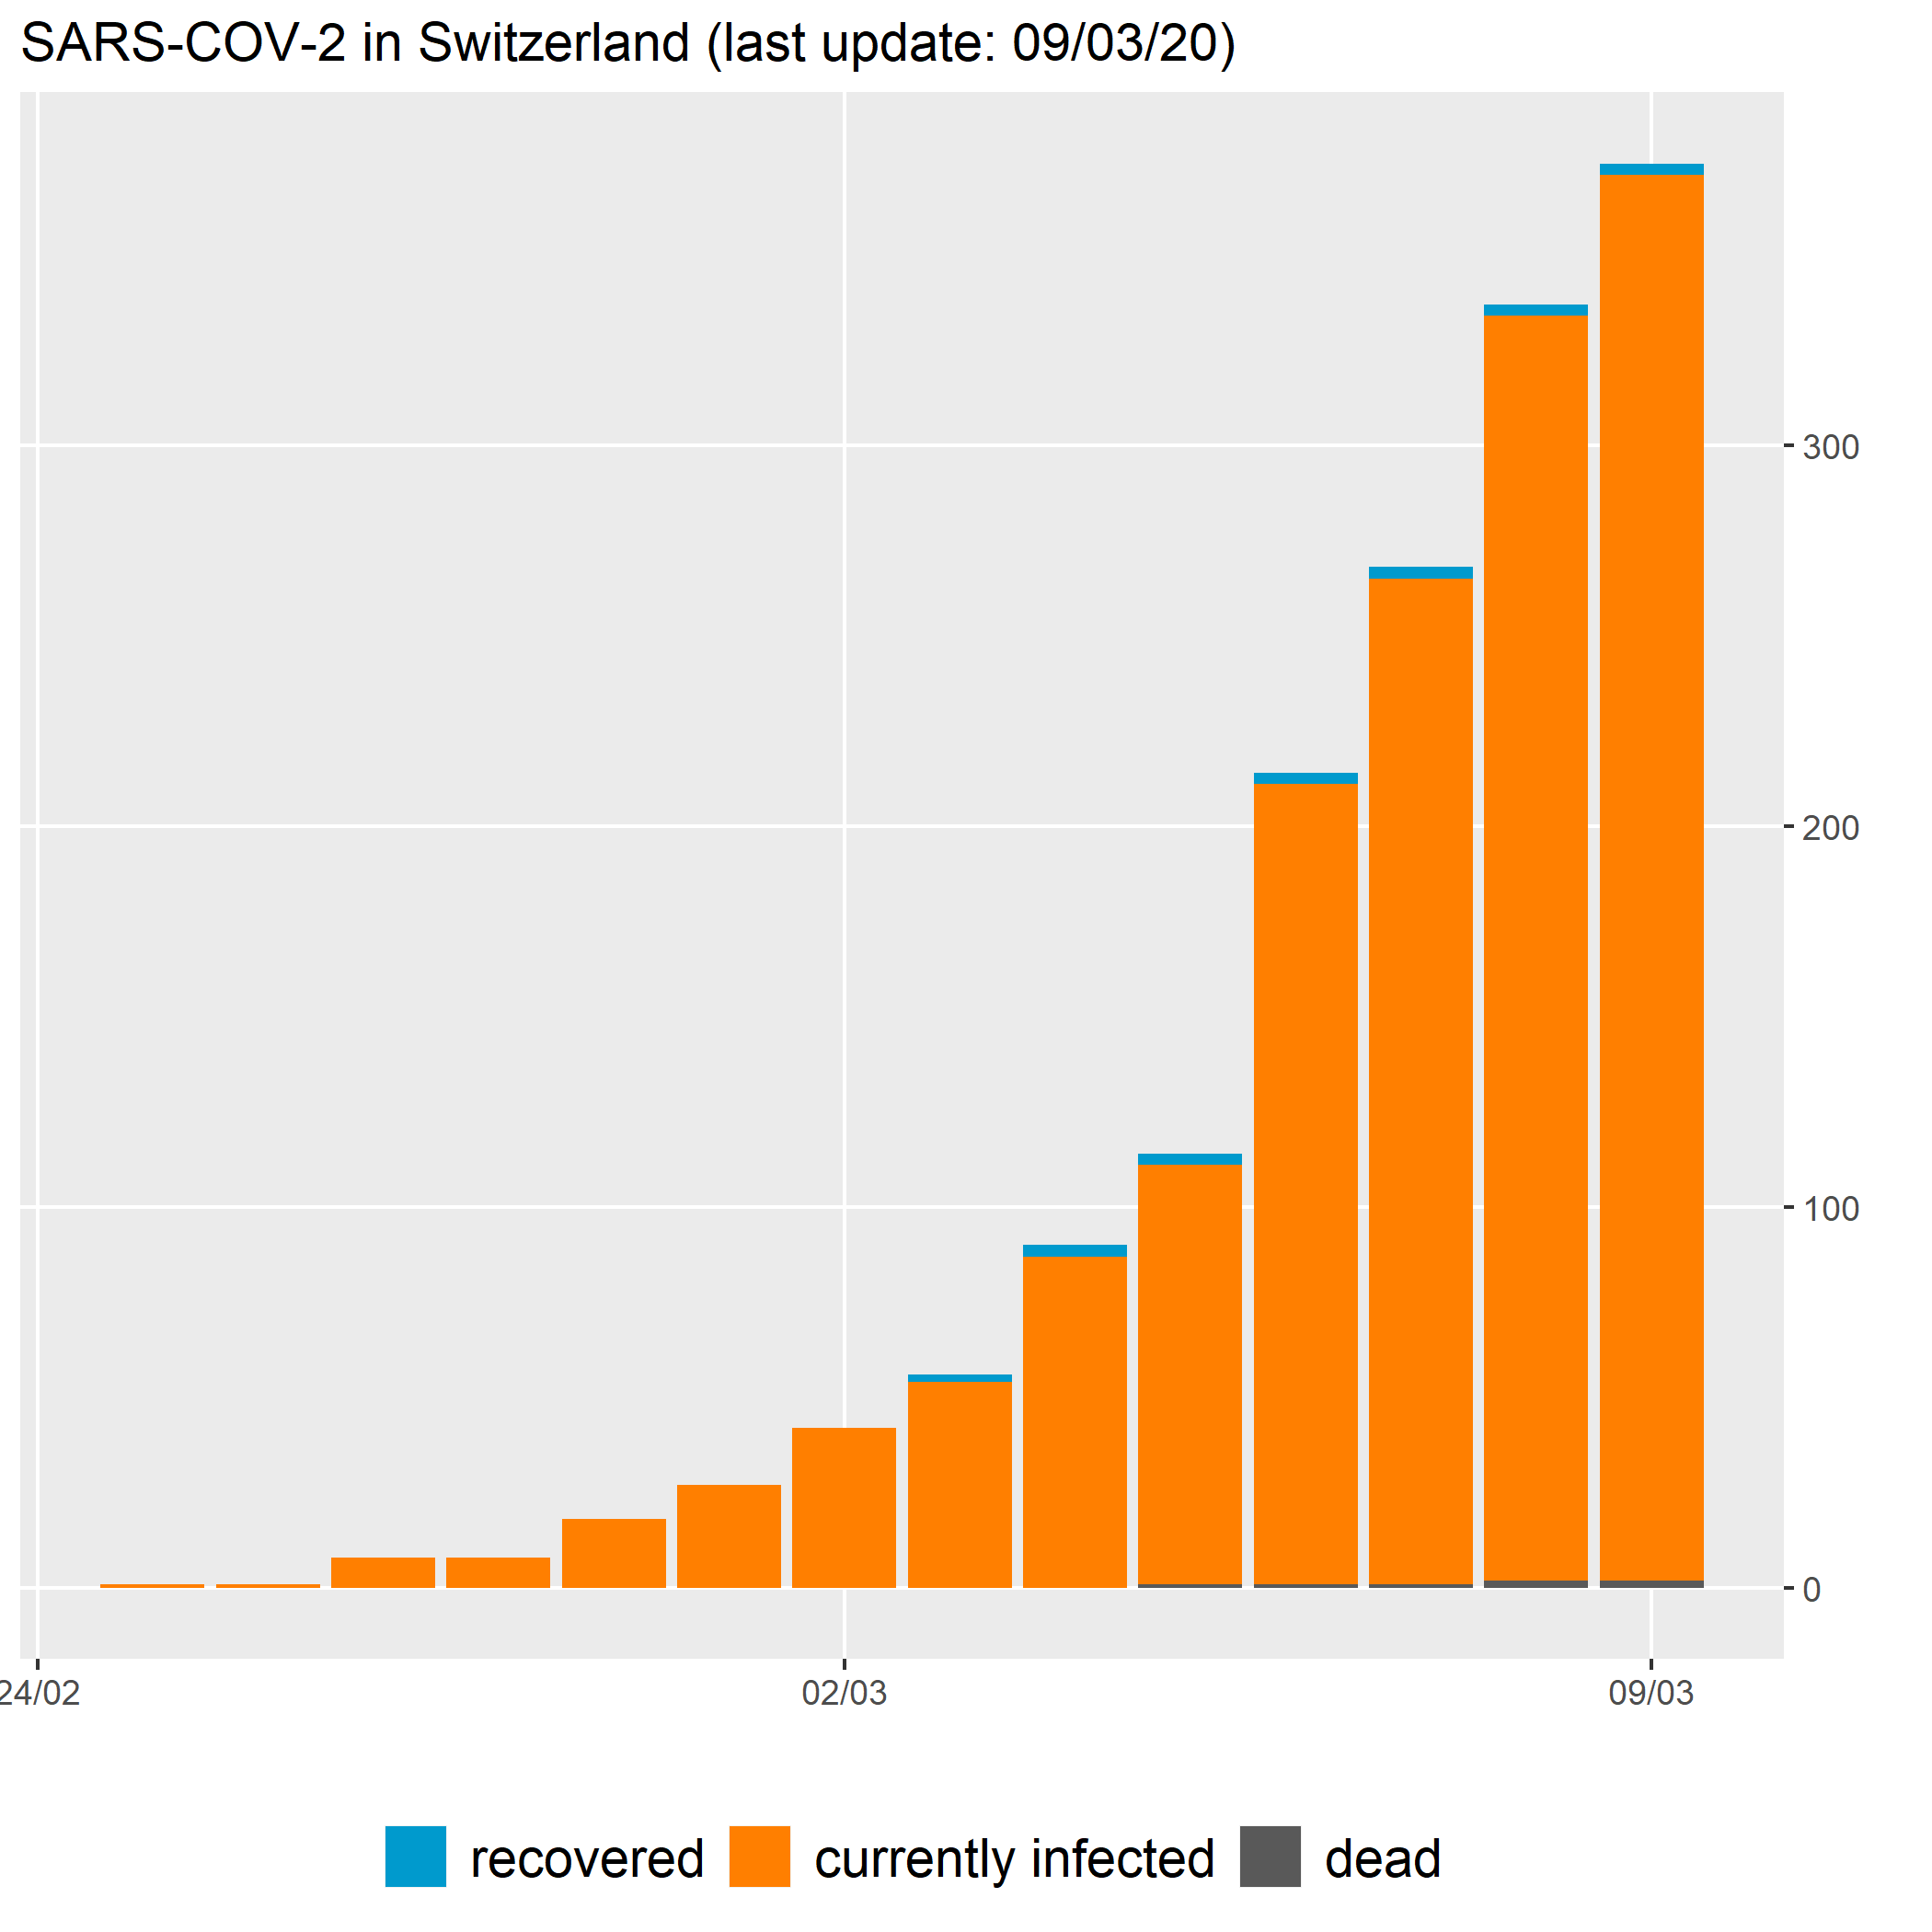 SARS-COV-2 in Switzerland (last update: 09/03/20)
300
200
100
0
24/02 02/03 09/03
recovered currently infected dead